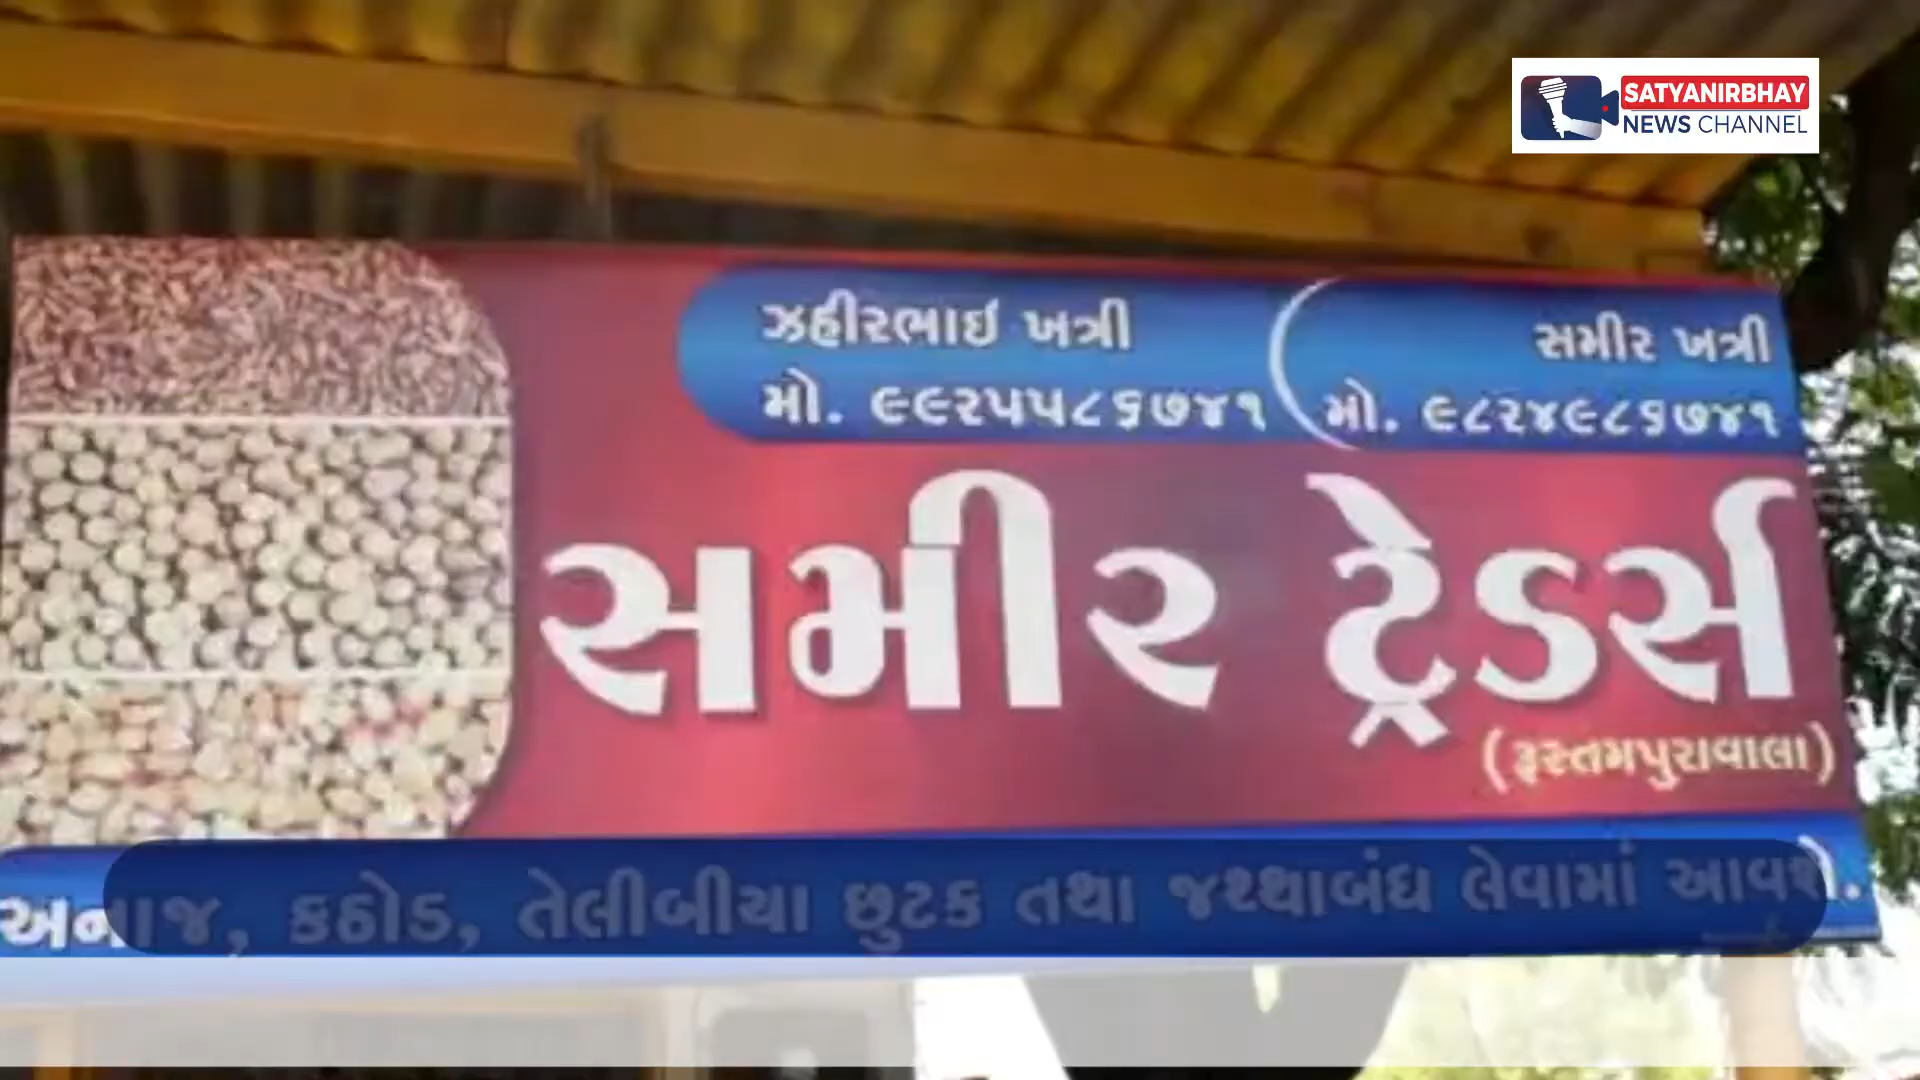 SATYANIRBHAY
NEWS CHANNEL
ઝહીરભાઇ ખત્રી
મો. ૯૯૨૫૫૮૬૭૪૧
સમીર ખત્રી
મો. ૯૮૨૪૯૮૬૭૪૧
સમીર ટ્રેડર્સ
(રૂસ્તમપુરાવાલા)
અનાજ, કઠોડ, તેલીબીયા છુટક તથા જથ્થાબંધ લેવામાં આવશે.